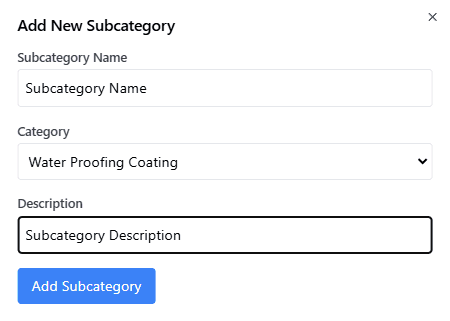 Add New Subcategory
Subcategory Name
Subcategory Name
Category
Water Proofing Coating
Description
Subcategory Description
Add Subcategory